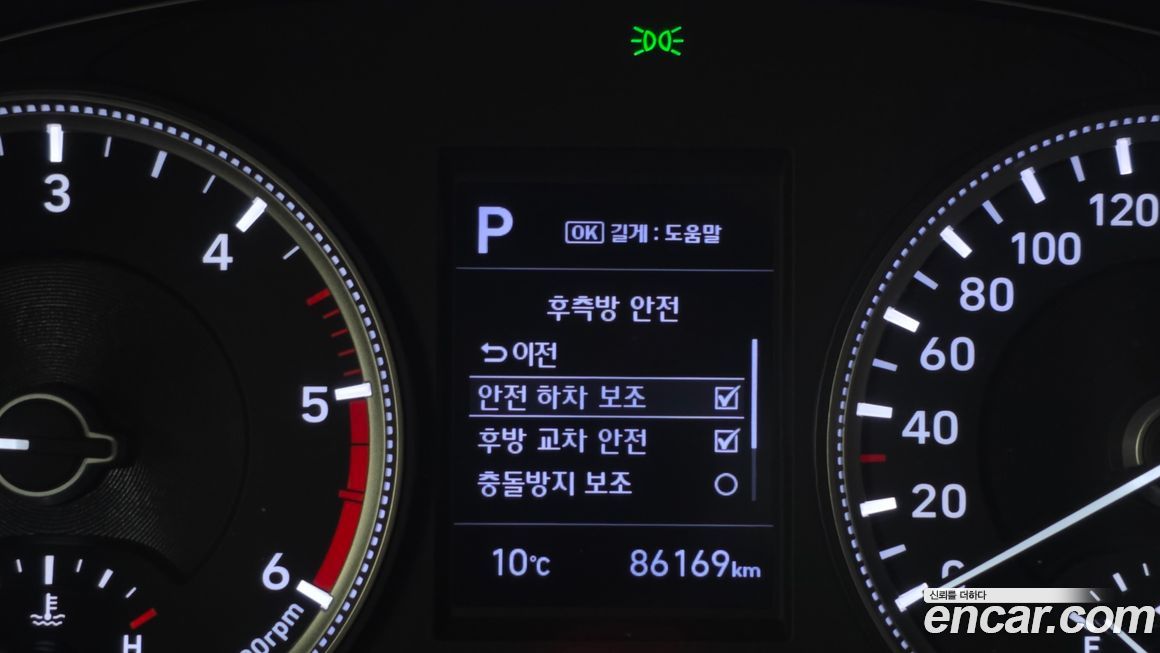 P
OK 길게 : 도움말
후측방 안전
이전
안전 하차 보조
후방 교차 안전
충돌방지 보조
10°C 86169km
3
4
5
6
H
120
100
80
60
40
20
0
신뢰를 더하다
encar.com